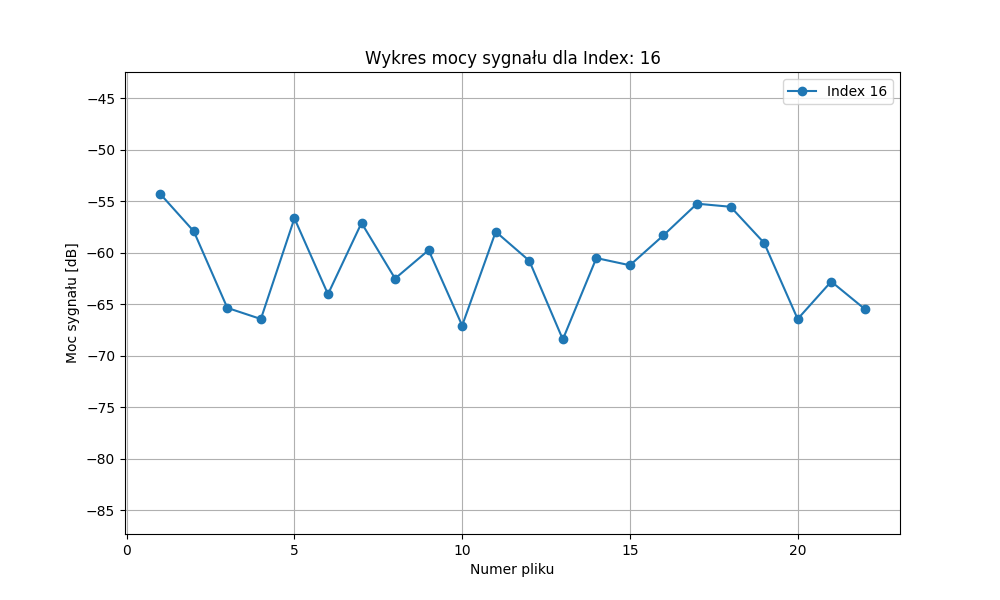 Wykres mocy sygnału dla Index: 16
Index 16
−45
−50
−55
−60
−65
−70
−75
−80
−85
Moc sygnału [dB]
0 5 10 15 20
Numer pliku